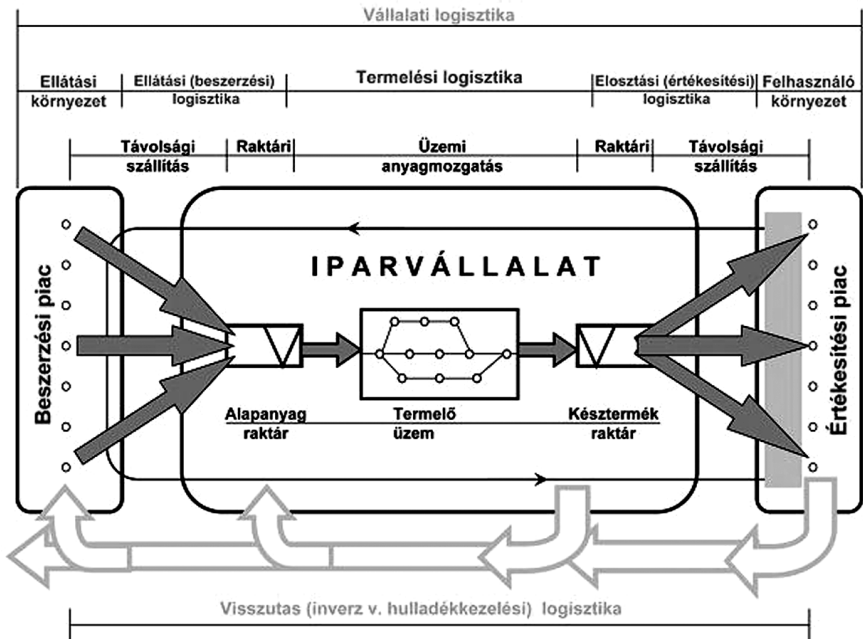 Vállalati logisztika
Ellátási környezet
Ellátási (beszerzési) logisztika
Termelési logisztika
Elosztási (értékesítési) logisztika
Felhasználó környezet
Távolsági szállítás
Raktári
Üzemi anyagmozgatás
Raktári
Távolsági szállítás
Beszerzési piac
IPARVÁLLALAT
Értékesítési piac
Alapanyag raktár
Termelő üzem
Késztermék raktár
Visszutas (inverz v. hulladékkezelési) logisztika